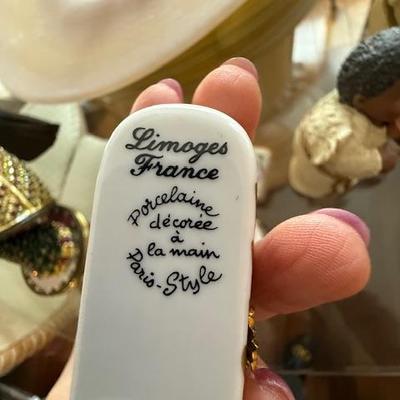 Limoges
France
Porcelaine
décorée
à
la main
Paris-Style